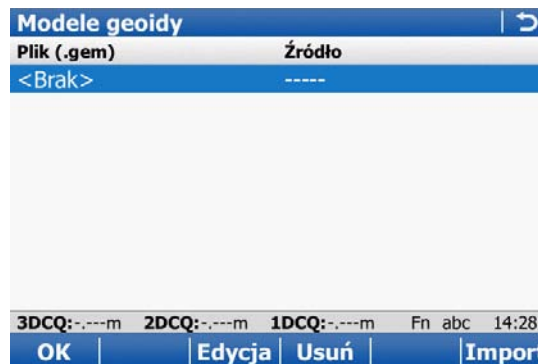 Modele geoidy
Plik (.gem) Źródło
<Brak> -----
3DCQ:-.---m 2DCQ:-.---m 1DCQ:-.---m Fn abc 14:28
OK Edycja Usuń Impor